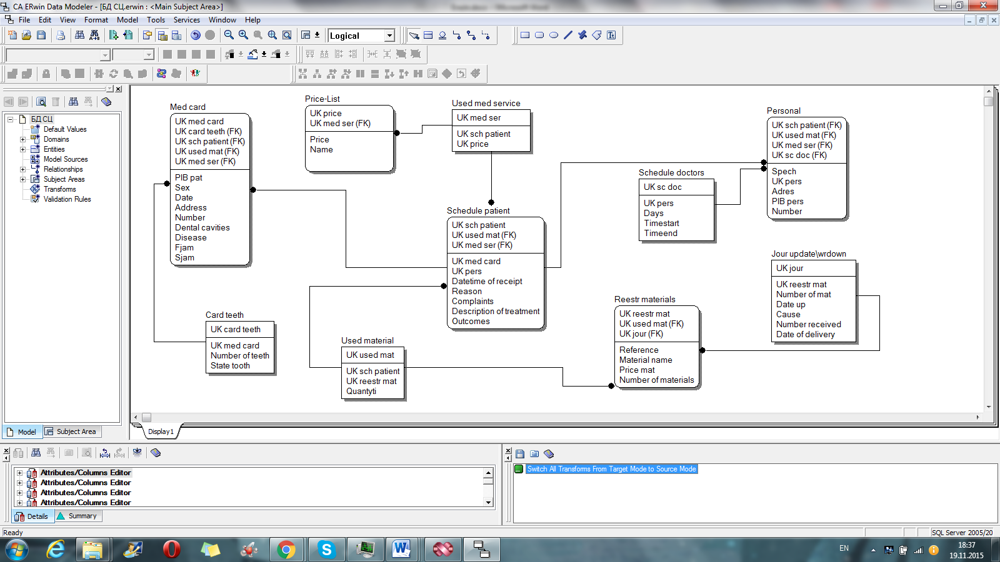 CA ERwin Data Modeler - [БД СЦ.erwin : <Main Subject Area>]
File Edit View Format Model Tools Services Window Help
Logical
БД СЦ
Default Values
Domains
Entities
Model Sources
Relationships
Subject Areas
Transforms
Validation Rules
Model
Subject Area
Med card
UK med card
UK card teeth (FK)
UK sch patient (FK)
UK used mat (FK)
UK med ser (FK)
PIB pat
Sex
Date
Address
Number
Dental cavities
Disease
Fjam
Sjam
Price-List
UK price
UK med ser (FK)
Price
Name
Used med service
UK med ser
UK sch patient
UK price
Personal
UK sch patient (FK)
UK used mat (FK)
UK med ser (FK)
UK sc doc (FK)
Spech
UK pers
Adres
PIB pers
Number
Schedule doctors
UK sc doc
UK pers
Days
Timestart
Timeend
Schedule patient
UK sch patient
UK used mat (FK)
UK med ser (FK)
UK med card
UK pers
Datetime of receipt
Reason
Complaints
Description of treatment
Outcomes
Jour update\wrdown
UK jour
UK reestr mat
Number of mat
Date up
Cause
Number received
Date of delivery
Reestr materials
UK reestr mat
UK used mat (FK)
UK jour (FK)
Reference
Material name
Price mat
Number of materials
Card teeth
UK card teeth
UK med card
Number of teeth
State tooth
Used material
UK used mat
UK sch patient
UK reestr mat
Quantyti
Display1
Attributes/Columns Editor
Attributes/Columns Editor
Attributes/Columns Editor
Attributes/Columns Editor
Details
Summary
Switch All Transforms From Target Mode to Source Mode
Ready
SQL Server 2005/20
EN
18:37
19.11.2015